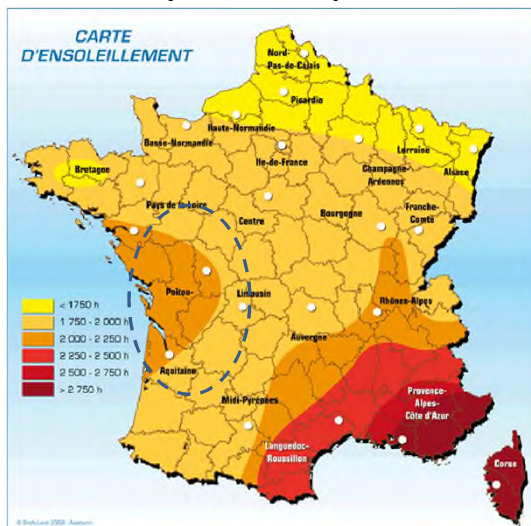 CARTE
D'ENSOLEILLEMENT
Nord-
Pas-de-Calais
Picardie
Haute-Normandie
Basse-Normandie
Ile-de-France
Lorraine
Champagne-
Ardennes
Alsace
Bretagne
Pays de la Loire
Centre
Bourgogne
Franche-
Comté
Poitou-
Limousin
Auvergne
Rhône-Alpes
Aquitaine
Midi-Pyrénées
Languedoc-
Roussillon
Provence-
Alpes-
Côte d'Azur
Corse
< 1750 h
1 750 - 2 000 h
2 000 - 2 250 h
2 250 - 2 500 h
2 500 - 2 750 h
> 2 750 h